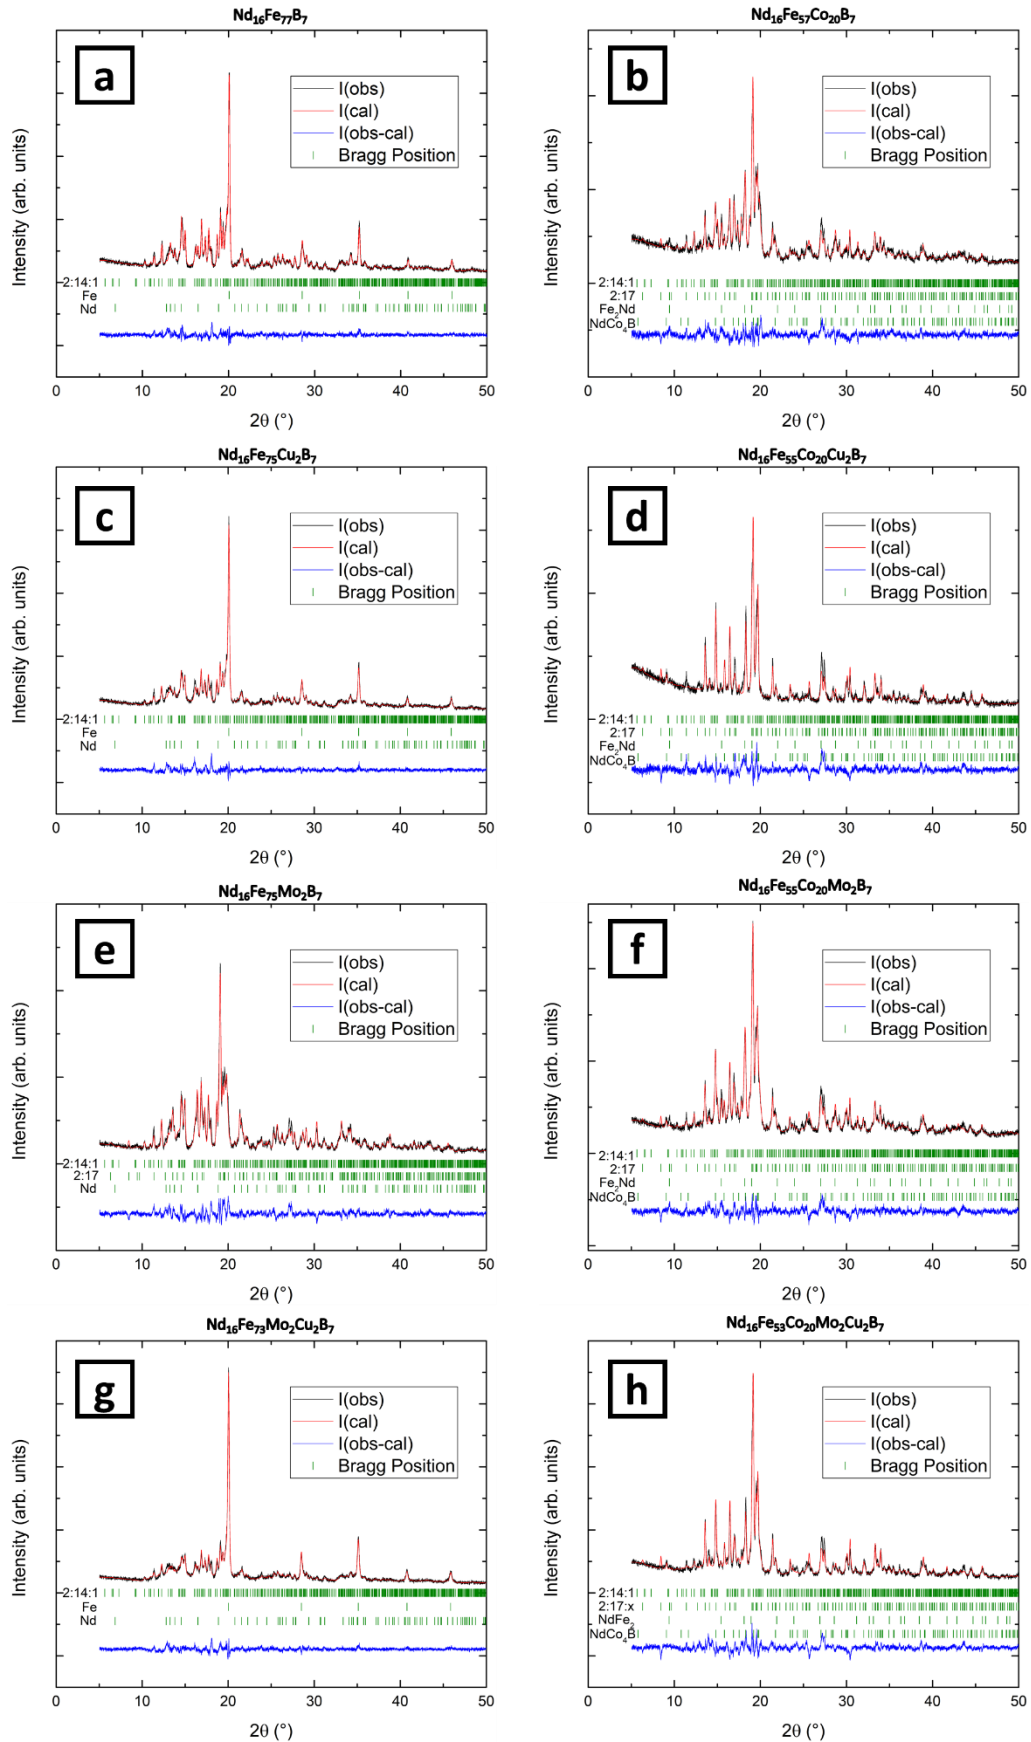 Nd₁₆Fe₇₇B₇
a
I(obs)
I(cal)
I(obs-cal)
Bragg Position
Intensity (arb. units)
2:14:1
Fe
Nd
0 10 20 30 40 50
2θ (°)
Nd₁₆Fe₅₇Co₂₀B₇
b
I(obs)
I(cal)
I(obs-cal)
Bragg Position
Intensity (arb. units)
2:14:1
2:17
Fe₂Nd
NdCo₄B
0 10 20 30 40 50
2θ (°)
Nd₁₆Fe₇₅Cu₂B₇
c
I(obs)
I(cal)
I(obs-cal)
Bragg Position
Intensity (arb. units)
2:14:1
Fe
Nd
0 10 20 30 40 50
2θ (°)
Nd₁₆Fe₅₅Co₂₀Cu₂B₇
d
I(obs)
I(cal)
I(obs-cal)
Bragg Position
Intensity (arb. units)
2:14:1
2:17
Fe₂Nd
NdCo₄B
0 10 20 30 40 50
2θ (°)
Nd₁₆Fe₇₅Mo₂B₇
e
I(obs)
I(cal)
I(obs-cal)
Bragg Position
Intensity (arb. units)
2:14:1
2:17
Nd
0 10 20 30 40 50
2θ (°)
Nd₁₆Fe₅₅Co₂₀Mo₂B₇
f
I(obs)
I(cal)
I(obs-cal)
Bragg Position
Intensity (arb. units)
2:14:1
2:17
Fe₂Nd
NdCo₄B
0 10 20 30 40 50
2θ (°)
Nd₁₆Fe₇₃Mo₂Cu₂B₇
g
I(obs)
I(cal)
I(obs-cal)
Bragg Position
Intensity (arb. units)
2:14:1
Fe
Nd
0 10 20 30 40 50
2θ (°)
Nd₁₆Fe₅₃Co₂₀Mo₂Cu₂B₇
h
I(obs)
I(cal)
I(obs-cal)
Bragg Position
Intensity (arb. units)
2:14:1
2:17:x
NdFe₂
NdCo₄B
0 10 20 30 40 50
2θ (°)